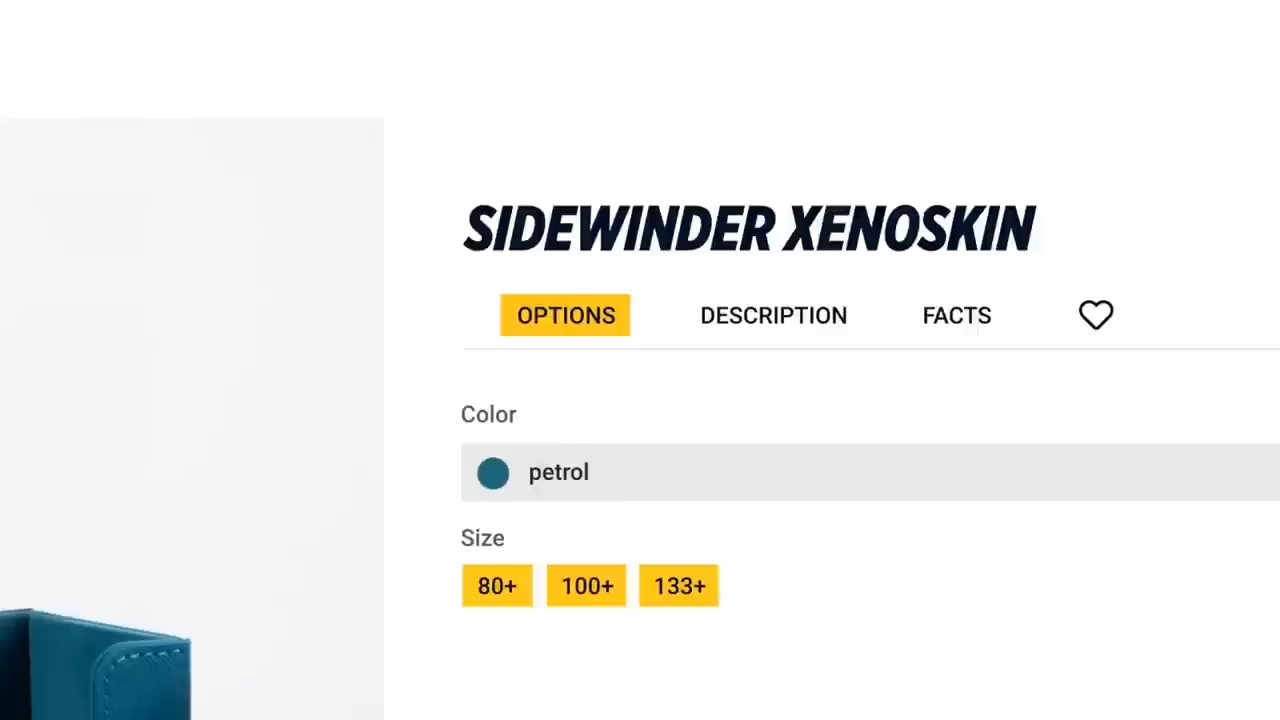 SIDEWINDER XENOSKIN
OPTIONS DESCRIPTION FACTS
Color
petrol
Size
80+ 100+ 133+